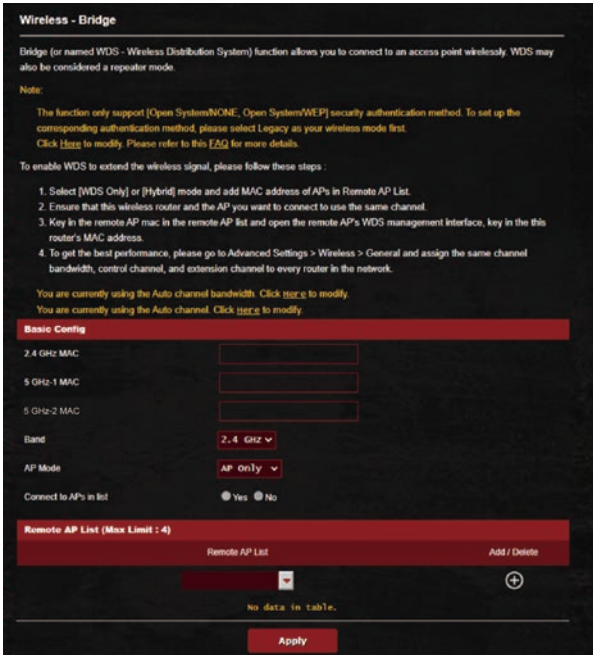 Wireless - Bridge
Bridge (or named WDS - Wireless Distribution System) function allows you to connect to an access point wirelessly. WDS may
also be considered a repeater mode.
Note:
The function only support [Open System/NONE, Open System/WEP] security authentication method. To set up the
corresponding authentication method, please select Legacy as your wireless mode first.
Click Here to modify. Please refer to this FAQ for more details.
To enable WDS to extend the wireless signal, please follow these steps :
1. Select [WDS Only] or [Hybrid] mode and add MAC address of APs in Remote AP List.
2. Ensure that this wireless router and the AP you want to connect to use the same channel.
3. Key in the remote AP mac in the remote AP list and open the remote AP's WDS management interface, key in the this
router's MAC address.
4. To get the best performance, please go to Advanced Settings > Wireless > General and assign the same channel
bandwidth, control channel, and extension channel to every router in the network.
You are currently using the Auto channel bandwidth. Click Here to modify.
You are currently using the Auto channel. Click Here to modify.
Basic Config
2.4 GHz MAC
5 GHz-1 MAC
5 GHz-2 MAC
Band 2.4 GHz
AP Mode AP Only
Connect to APs in list Yes No
Remote AP List (Max Limit : 4)
Remote AP List Add / Delete
No data in table.
Apply